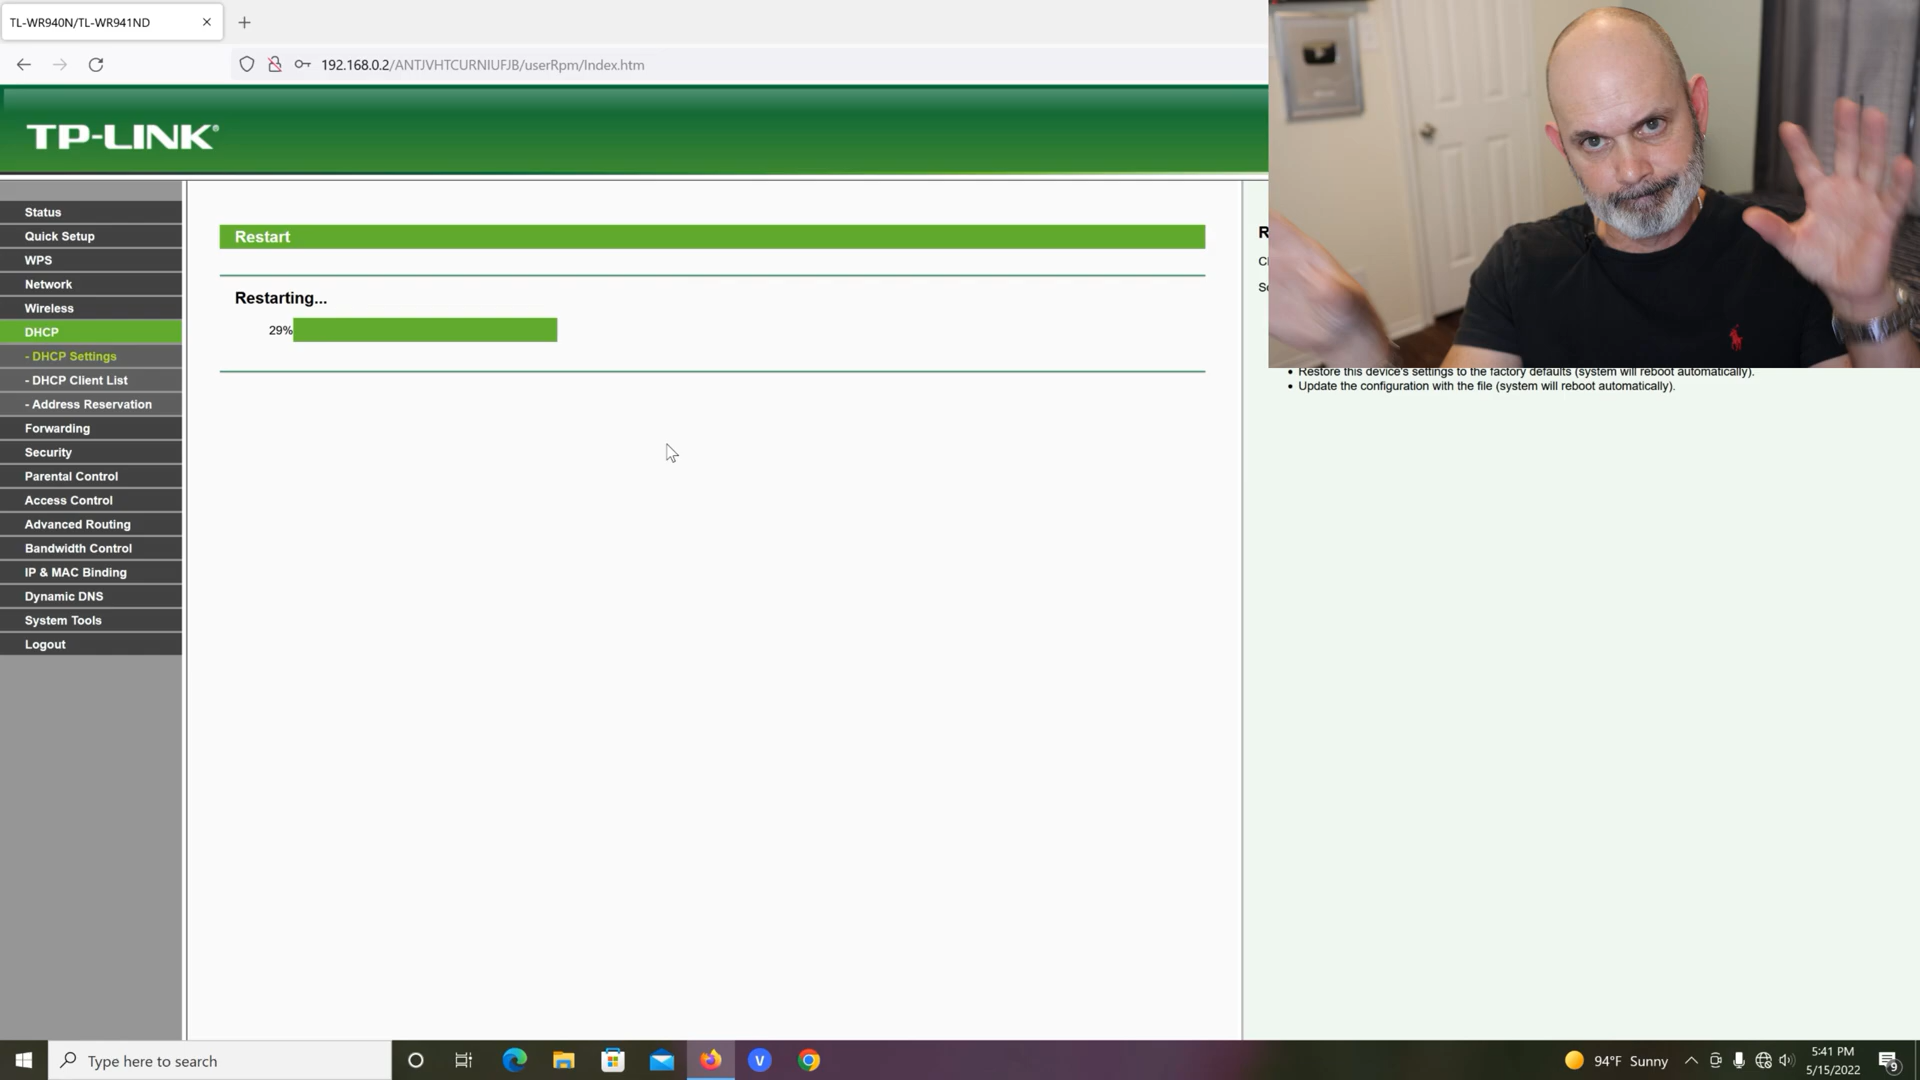 TL-WR940N/TL-WR941ND
192.168.0.2/ANTJVHTCURNIUFJB/userRpm/Index.htm
TP-LINK®
Status
Quick Setup
WPS
Network
Wireless
DHCP
- DHCP Settings
- DHCP Client List
- Address Reservation
Forwarding
Security
Parental Control
Access Control
Advanced Routing
Bandwidth Control
IP & MAC Binding
Dynamic DNS
System Tools
Logout
Restart
Restarting...
29%
• Restore this device's settings to the factory defaults (system will reboot automatically).
• Update the configuration with the file (system will reboot automatically).
Type here to search
V
94°F Sunny
5:41 PM
5/15/2022
9